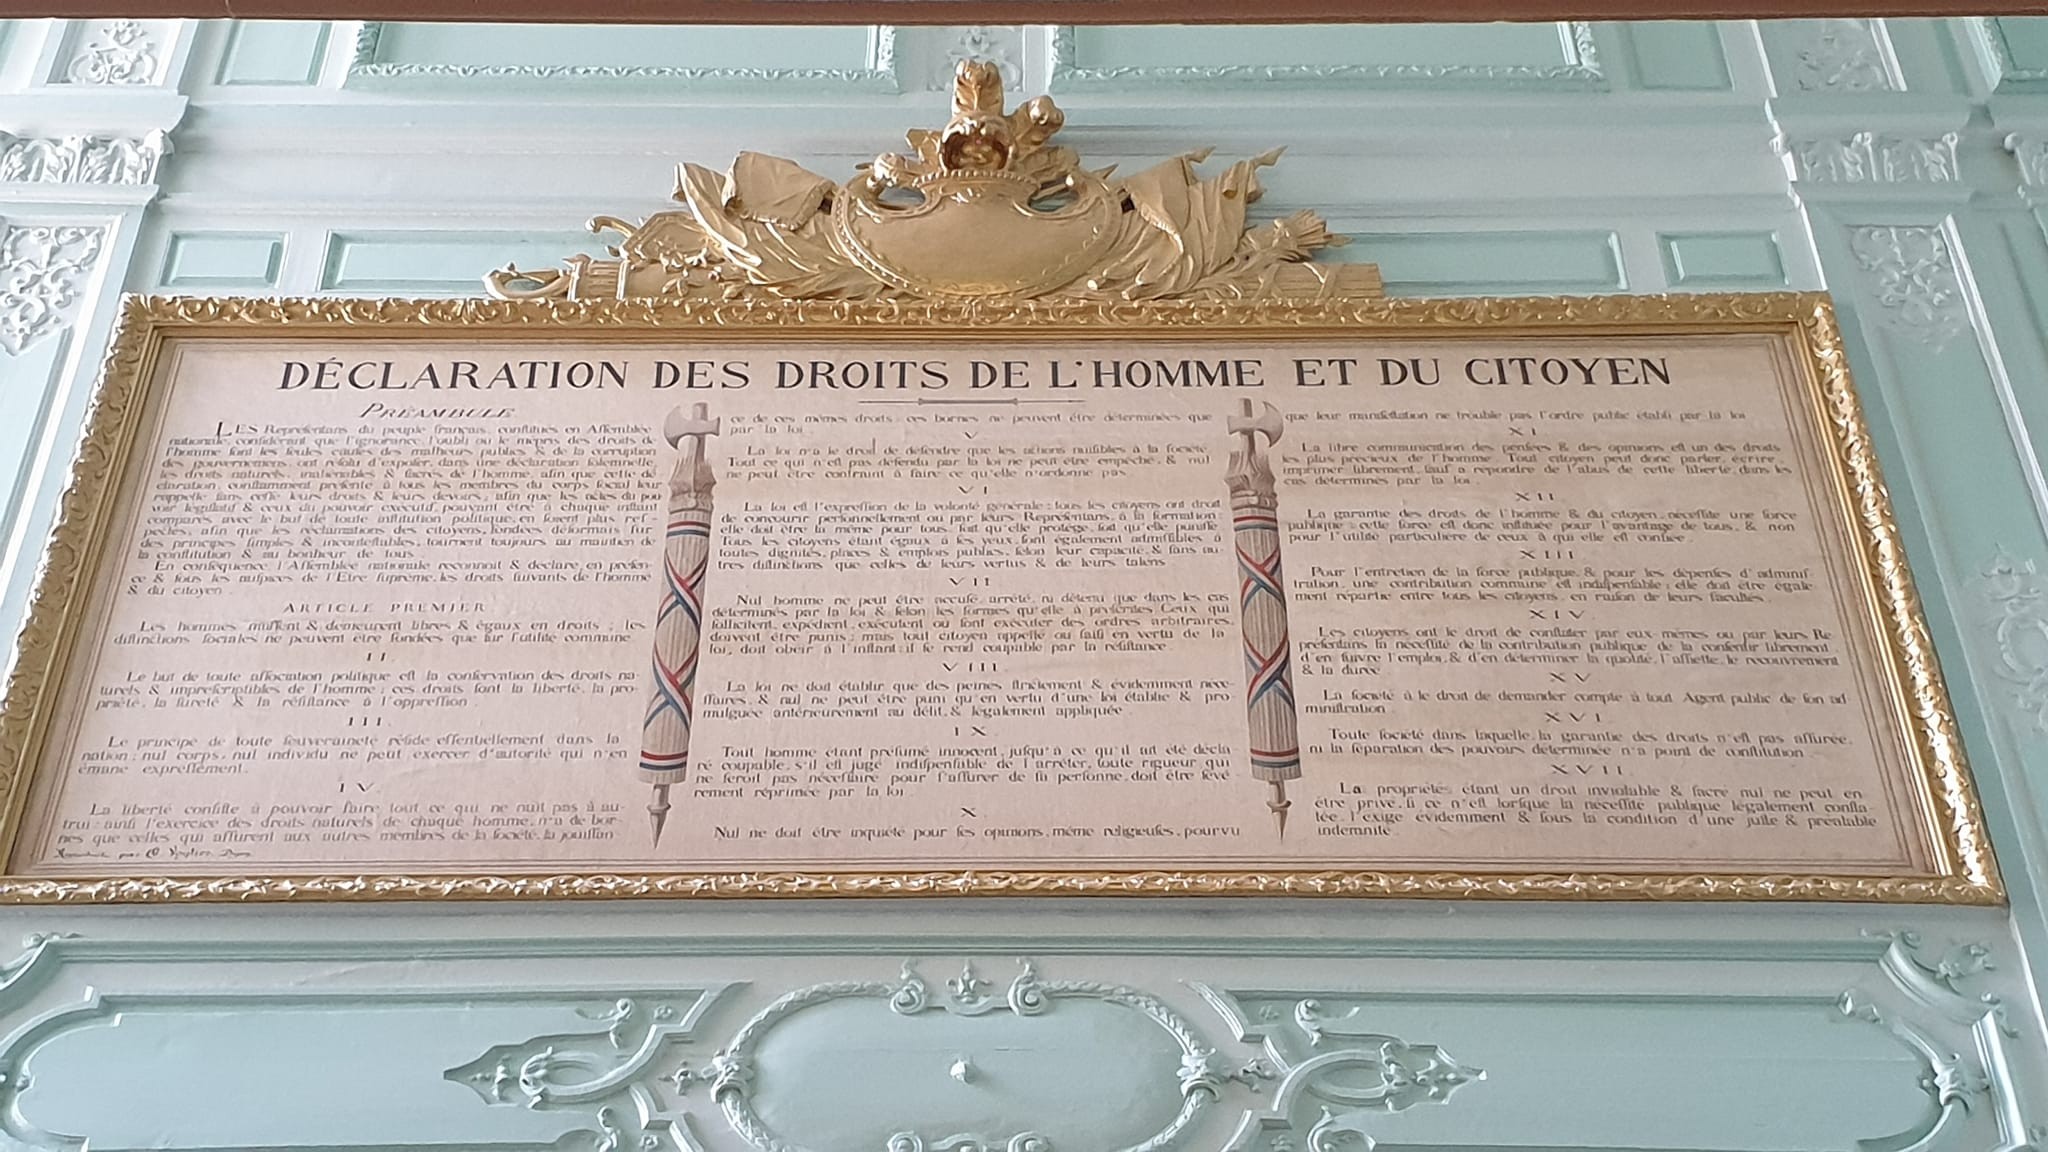 DÉCLARATION DES DROITS DE L'HOMME ET DU CITOYEN
PRÉAMBULE
LES Repréſentans du peuple français, conſtitués en Aſſemblée
nationale, conſidérant que l'ignorance, l'oubli ou le mépris des droits de
l'homme ſont les ſeules cauſes des malheurs publics & de la corruption
des gouvernemens, ont réſolu d'expoſer, dans une déclaration ſolemnelle,
les droits naturels, inaliénables & ſacrés de l'homme, afin que cette dé
claration, conſtamment préſente à tous les membres du corps ſocial leur
rappelle ſans ceſſe leurs droits & leurs devoirs; afin que les actes du pou
voir légiſlatif & ceux du pouvoir exécutif, pouvant être à chaque inſtant
comparés avec le but de toute inſtitution politique, en ſoient plus reſ-
pectés; afin que les réclamations des citoyens, fondées déſormais ſur
des principes ſimples & inconteſtables, tournent toujours au maintien de
la conſtitution & au bonheur de tous.
En conſéquence, l'Aſſemblée nationale reconnoit & déclare, en préſen-
ce & ſous les auſpices de l'Etre ſuprême, les droits ſuivants de l'homme
& du citoyen.
ARTICLE PREMIER
Les hommes naiſſent & demeurent libres & égaux en droits; les
diſtinctions ſociales ne peuvent être fondées que ſur l'utilité commune
II.
Le but de toute aſſociation politique eſt la conſervation des droits na-
turels & impreſcriptibles de l'homme; ces droits ſont la liberté, la pro-
priété, la ſureté & la réſiſtance à l'oppreſſion.
III.
Le principe de toute ſouveraineté réſide eſſentiellement dans la
nation; nul corps, nul individu ne peut exercer d'autorité qui n'en
émane expreſſément.
IV.
La liberté conſiſte à pouvoir faire tout ce qui ne nuit pas à au-
trui: ainſi l'exercice des droits naturels de chaque homme, n'a de bor-
nes que celles qui aſſurent aux autres membres de la ſociété, la jouiſſan
ce de ces mêmes droits; ces bornes ne peuvent être déterminées que
par la loi.
V
La loi n'a le droit de défendre que les actions nuiſibles à la ſociété
Tout ce qui n'eſt pas défendu par la loi ne peut être empêché, & nul
ne peut être contraint à faire ce qu'elle n'ordonne pas.
VI
La loi eſt l'expreſſion de la volonté générale; tous les citoyens ont droit
de concourir perſonnellement ou par leurs Repréſentans, à ſa formation;
elle doit être la même pour tous, ſoit qu'elle protège, ſoit qu'elle puniſſe.
Tous les citoyens étant égaux à ſes yeux, ſont également admiſſibles à
toutes dignités, places & emplois publics, ſelon leur capacité & ſans au-
tres diſtinctions que celles de leurs vertus & de leurs talens
VII
Nul homme ne peut être accuſé, arrêté, ni détenu que dans les cas
déterminés par la loi & ſelon les formes qu'elle à preſcrites Ceux qui
ſollicitent, expédient, exécutent ou font exécuter des ordres arbitraires,
doivent être punis; mais tout citoyen appellé ou ſaiſi en vertu de la
loi, doit obeir à l'inſtant; il ſe rend coupable par la réſiſtance.
VIII.
La loi ne doit établir que des peines ſtrictement & évidemment néce-
ſſaires, & nul ne peut être puni qu'en vertu d'une loi établie & pro-
mulguée antérieurement au délit, & légalement appliquée.
IX
Tout homme étant préſumé innocent, juſqu'à ce qu'il ait été décla
ré coupable, s'il eſt jugé indiſpenſable de l'arrêter, toute rigueur qui
ne ſeroit pas néceſſaire pour ſ'aſſurer de ſa perſonne, doit être ſévé-
rement réprimée par la loi
X
Nul ne doit être inquiété pour ſes opinions, même religieuſes, pourvu
que leur manifeſtation ne trouble pas l'ordre public établi par la loi
XI
La libre communication des penſées & des opinions eſt un des droits
les plus précieux de l'homme. Tout citoyen peut donc parler, écrire,
imprimer librement, ſauf a répondre de l'abus de cette liberté, dans les
cas déterminés par la loi.
XII.
La garantie des droits de l'homme & du citoyen, néceſſite une force
publique; cette force eſt donc inſtituée pour l'avantage de tous, & non
pour l'utilité particulière de ceux à qui elle eſt confiée.
XIII.
Pour l'entretien de la force publique, & pour les dépenſes d'adminiſ-
tration, une contribution commune eſt indiſpenſable; elle doit être égale-
ment répartie entre tous les citoyens, en raiſon de leurs facultés.
XIV.
Les citoyens ont le droit de conſtater par eux-mêmes ou par leurs Re-
préſentans la néceſſité de la contribution publique de la conſentir librement,
d'en ſuivre l'emploi, & d'en déterminer la quotité, l'aſſiette, le recouvrement
& la durée
XV
La ſociété à le droit de demander compte à tout Agent public de ſon ad
miniſtration.
XVI.
Toute ſociété dans laquelle, la garantie des droits n'eſt pas aſſurée,
ni la ſéparation des pouvoirs déterminée n'a point de conſtitution
XVII.
La propriétés étant un droit inviolable & ſacré nul ne peut en
être privé, ſi ce n'eſt lorſque la néceſſité publique légalement conſta-
tée, l'exige évidemment & ſous la condition d'une juſte & préalable
indemnité.